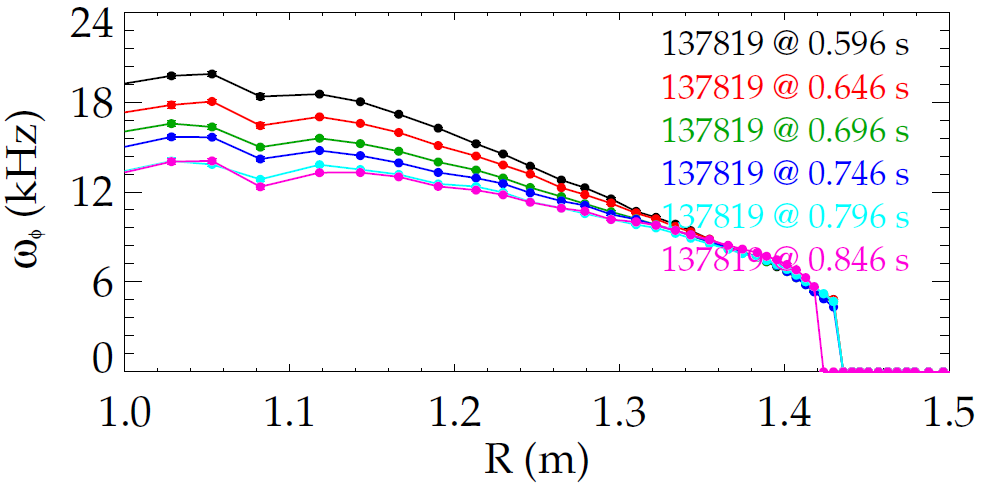 24
18
12
6
0
ωϕ (kHz)
137819 @ 0.596 s
137819 @ 0.646 s
137819 @ 0.696 s
137819 @ 0.746 s
137819 @ 0.796 s
137819 @ 0.846 s
1.0 1.1 1.2 1.3 1.4 1.5
R (m)